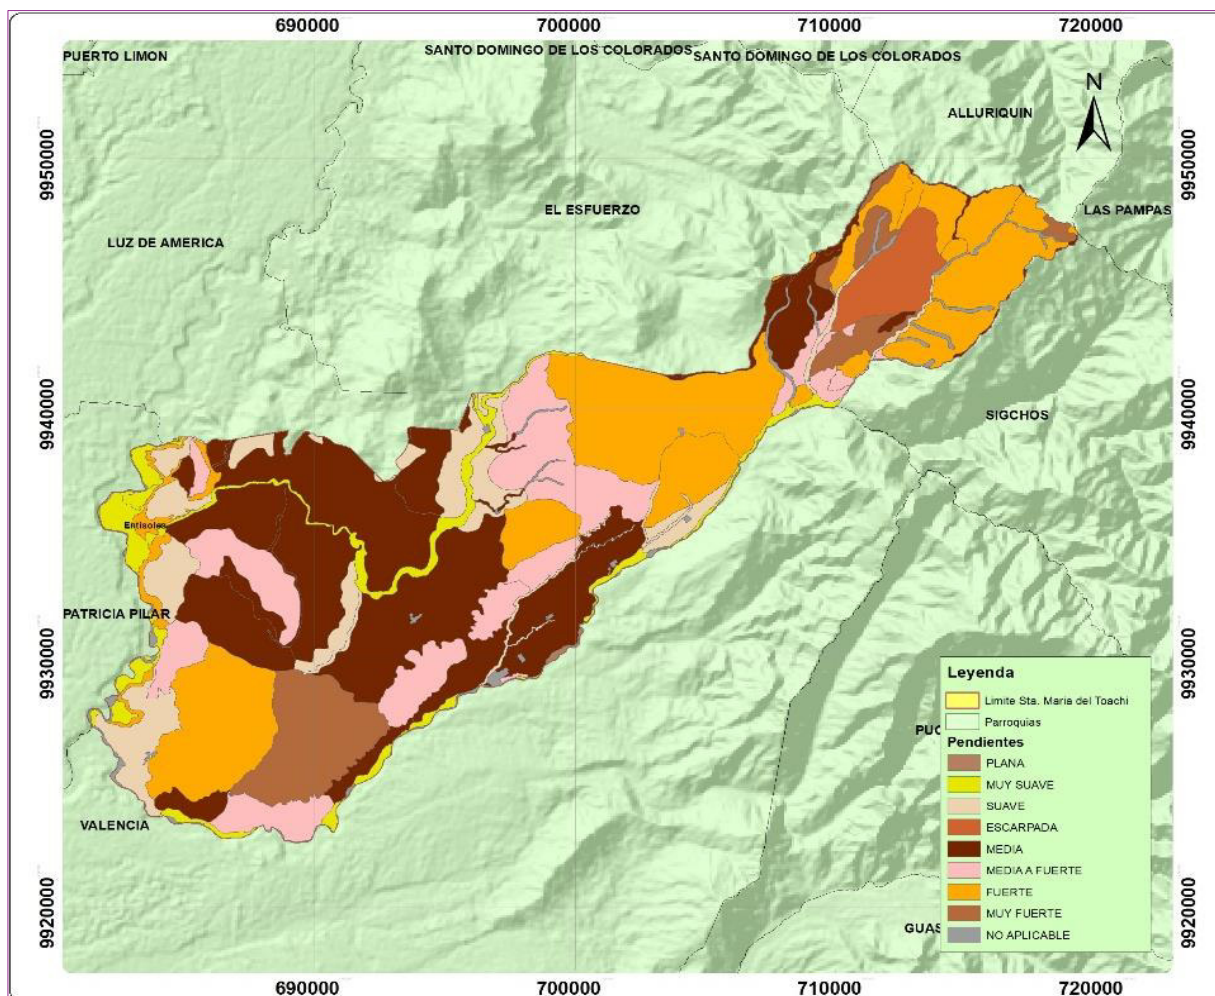 690000 700000 710000 720000
SANTO DOMINGO DE LOS COLORADOS SANTO DOMINGO DE LOS COLORADOS
PUERTO LIMON
N
ALLURIQUIN
9950000 9950000
EL ESFUERZO
LAS PAMPAS
LUZ DE AMERICA
9940000 9940000
SIGCHOS
Entisoles
PATRICIA PILAR
9930000 9930000
Leyenda
Limite Sta. Maria del Toachi
Parroquias
Pendientes
PLANA
MUY SUAVE
SUAVE
ESCARPADA
MEDIA
MEDIA A FUERTE
FUERTE
MUY FUERTE
NO APLICABLE
VALENCIA
GUAS
9920000 9920000
690000 700000 710000 720000